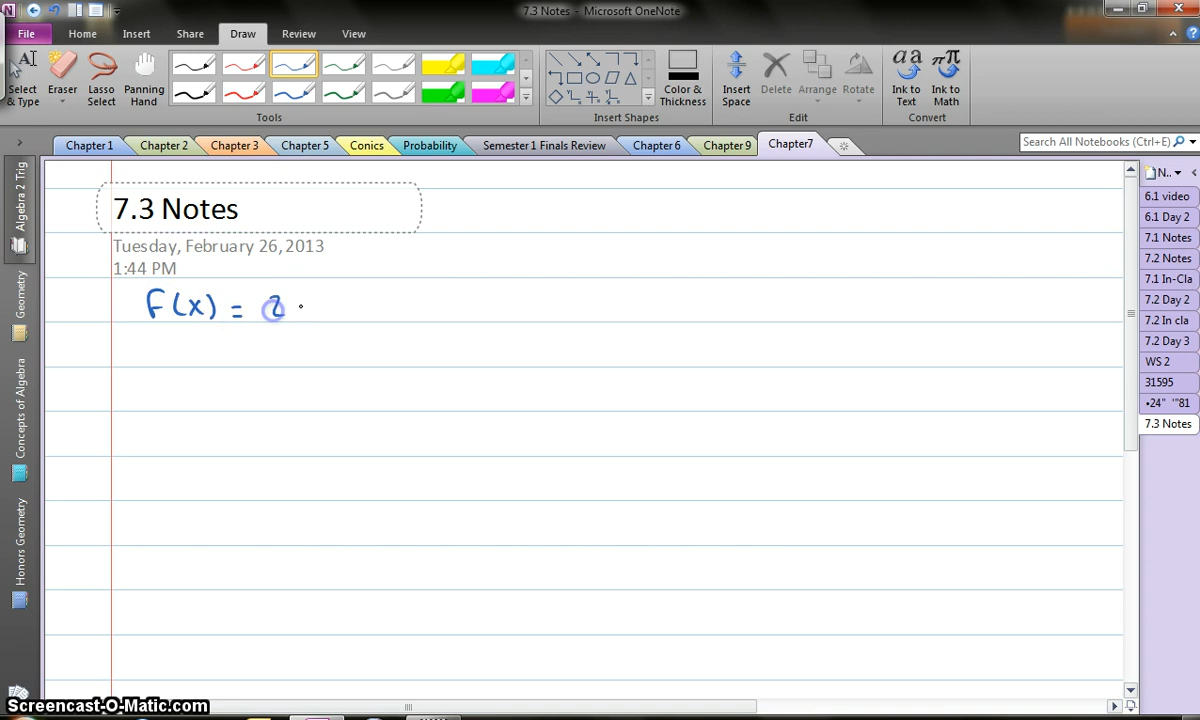 7.3 Notes - Microsoft OneNote
File Home Insert Share Draw Review View
Select & Type
Eraser
Lasso Select
Panning Hand
Color & Thickness
Insert Space
Delete
Arrange
Rotate
Ink to Text
Ink to Math
Tools
Insert Shapes
Edit
Convert
Chapter 1 Chapter 2 Chapter 3 Chapter 5 Conics Probability Semester 1 Finals Review Chapter 6 Chapter 9 Chapter7
Search All Notebooks (Ctrl+E)
Algebra 2 Trig
Geometry
Concepts of Algebra
Honors Geometry
7.3 Notes
Tuesday, February 26, 2013
1:44 PM
F(x) = 2
N..
6.1 video
6.1 Day 2
7.1 Notes
7.2 Notes
7.1 In-Cla
7.2 Day 2
7.2 In cla
7.2 Day 3
WS 2
31595
•24" '"81
7.3 Notes
Screencast-O-Matic.com